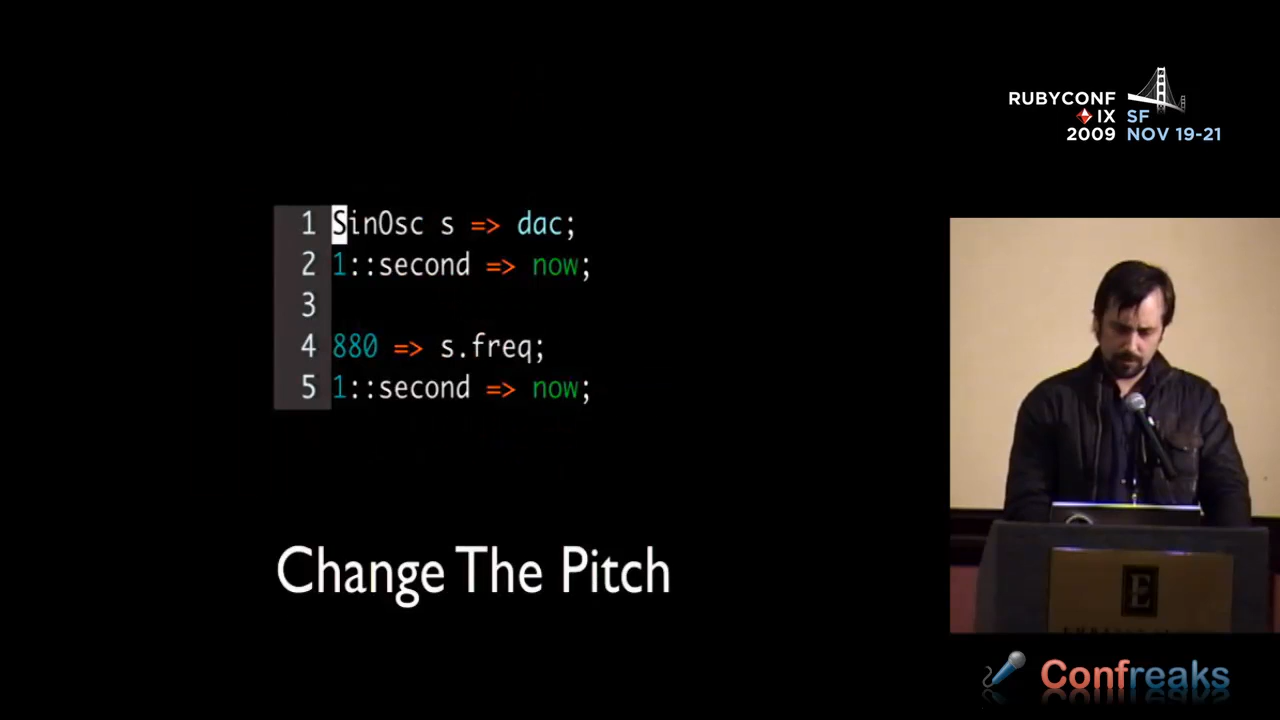 RUBYCONF
IX SF
2009 NOV 19-21
1 SinOsc s => dac;
2 1::second => now;
3
4 880 => s.freq;
5 1::second => now;
Change The Pitch
E
Confreaks